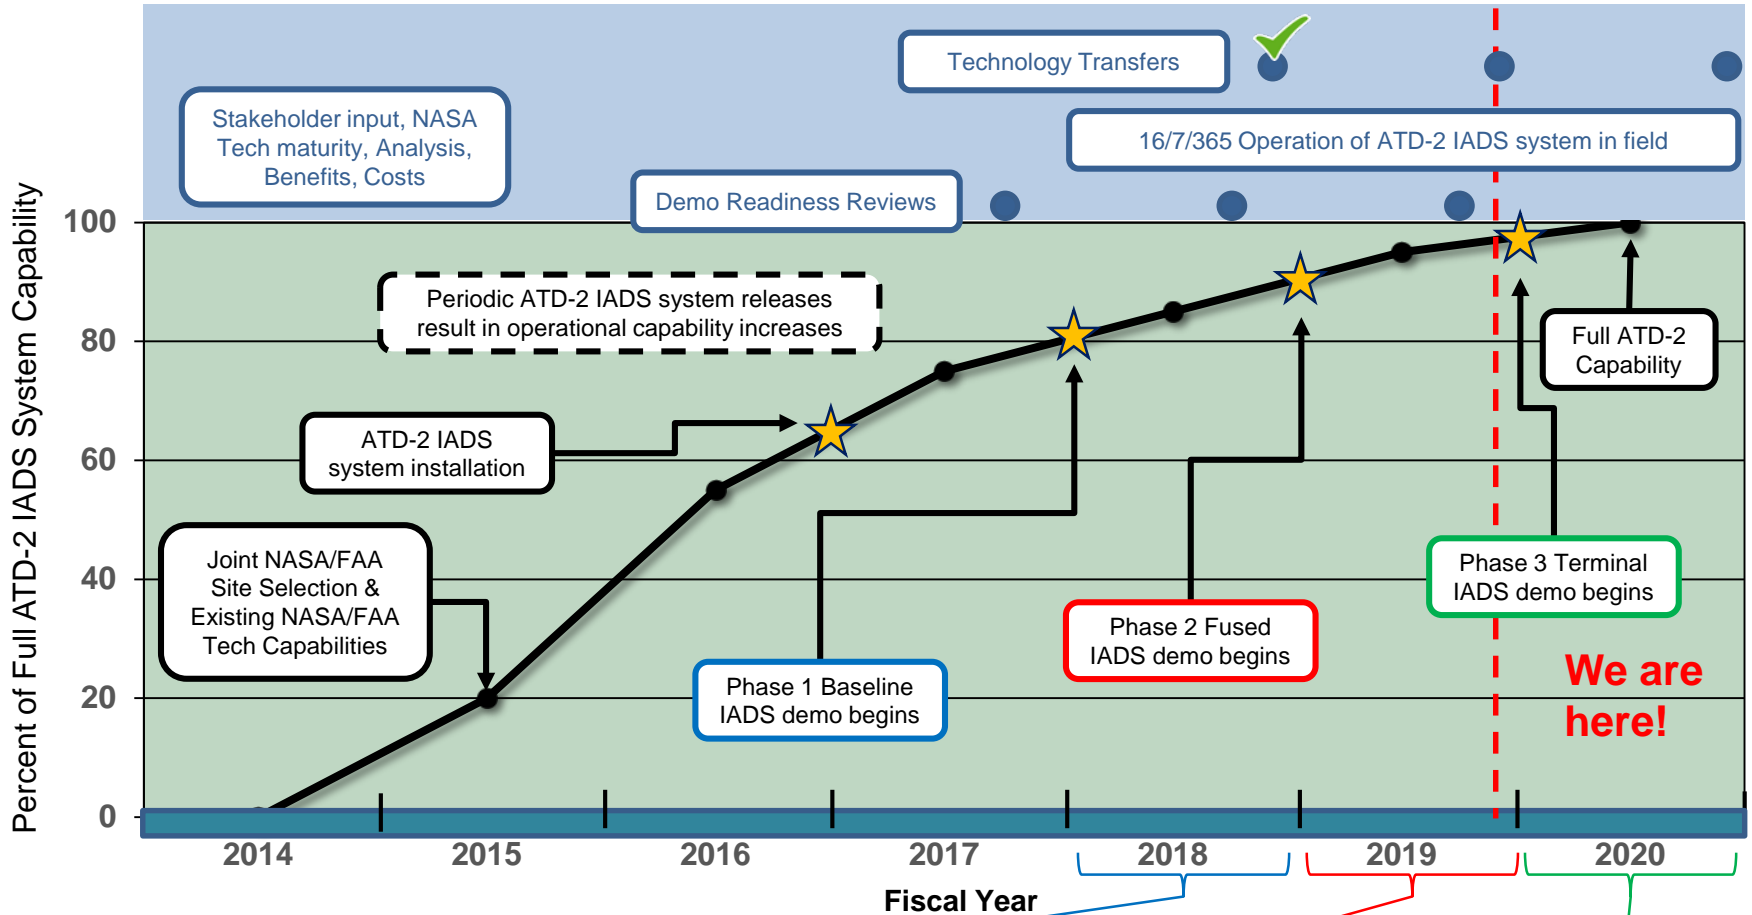 Technology Transfers
Stakeholder input, NASA
Tech maturity, Analysis,
Benefits, Costs
16/7/365 Operation of ATD-2 IADS system in field
Demo Readiness Reviews
Percent of Full ATD-2 IADS System Capability
100
80
60
40
20
0
Periodic ATD-2 IADS system releases
result in operational capability increases
Full ATD-2
Capability
ATD-2 IADS
system installation
Joint NASA/FAA
Site Selection &
Existing NASA/FAA
Tech Capabilities
Phase 3 Terminal
IADS demo begins
Phase 2 Fused
IADS demo begins
Phase 1 Baseline
IADS demo begins
We are
here!
2014 2015 2016 2017 2018 2019 2020
Fiscal Year